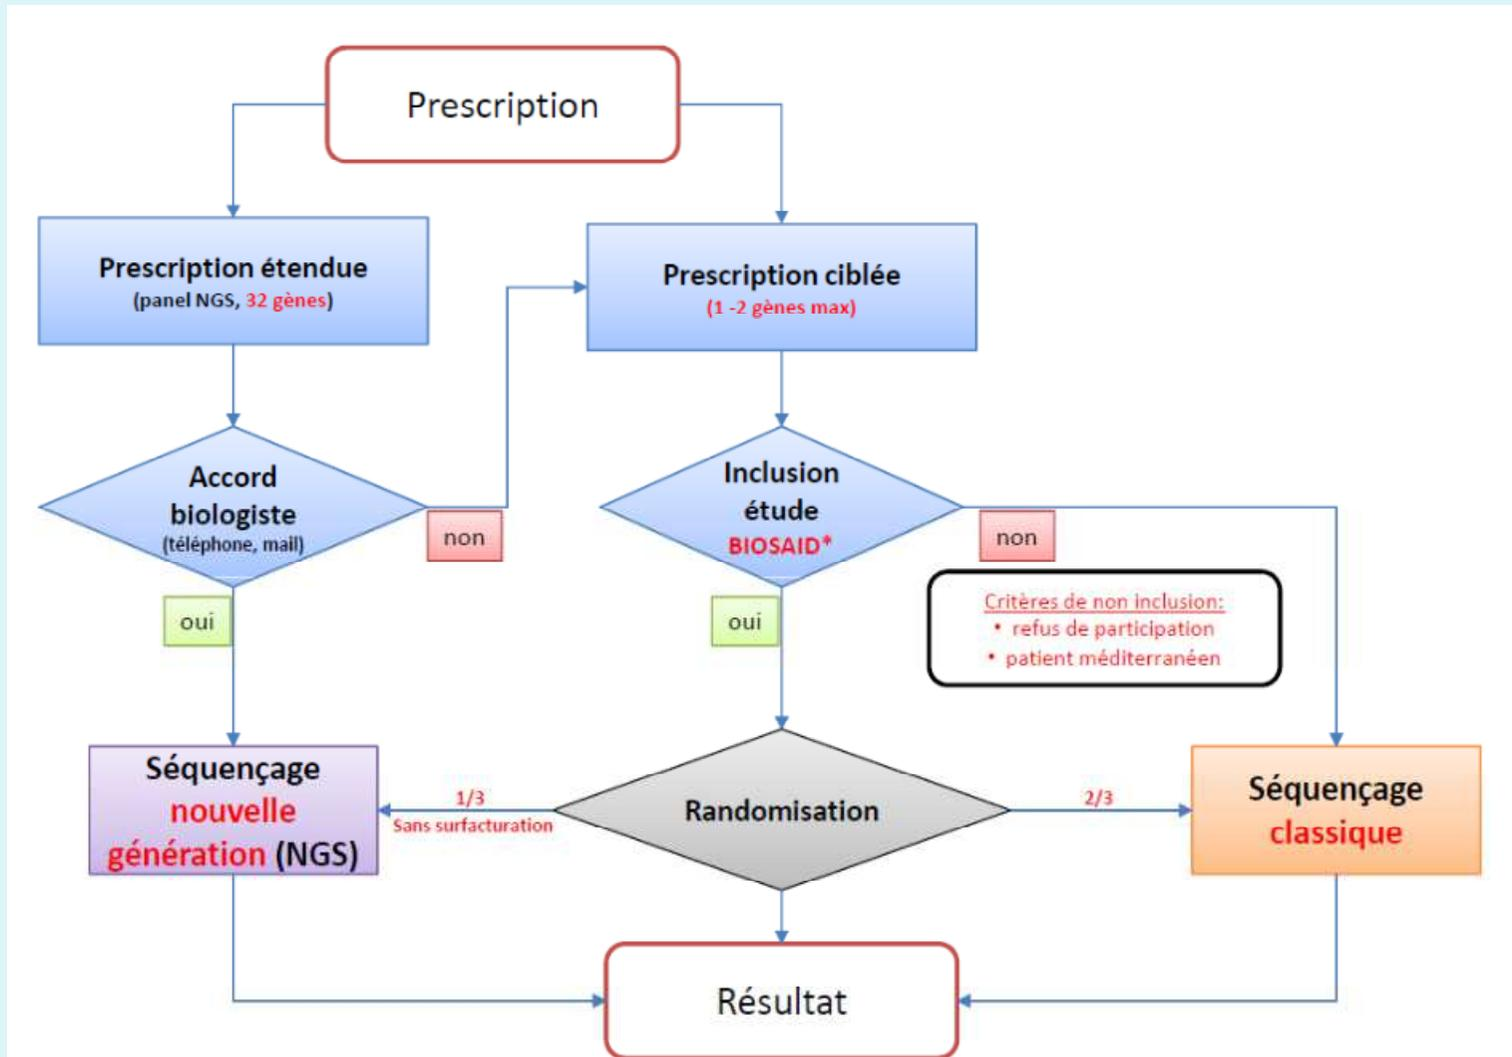 Prescription
Prescription étendue
(panel NGS, 32 gènes)
Prescription ciblée
(1 -2 gènes max)
Accord
biologiste
(téléphone, mail)
non
oui
Inclusion
étude
BIOSAID*
non
oui
Critères de non inclusion:
• refus de participation
• patient méditerranéen
Séquençage
nouvelle
génération (NGS)
1/3
Sans surfacturation
Randomisation
2/3
Séquençage
classique
Résultat